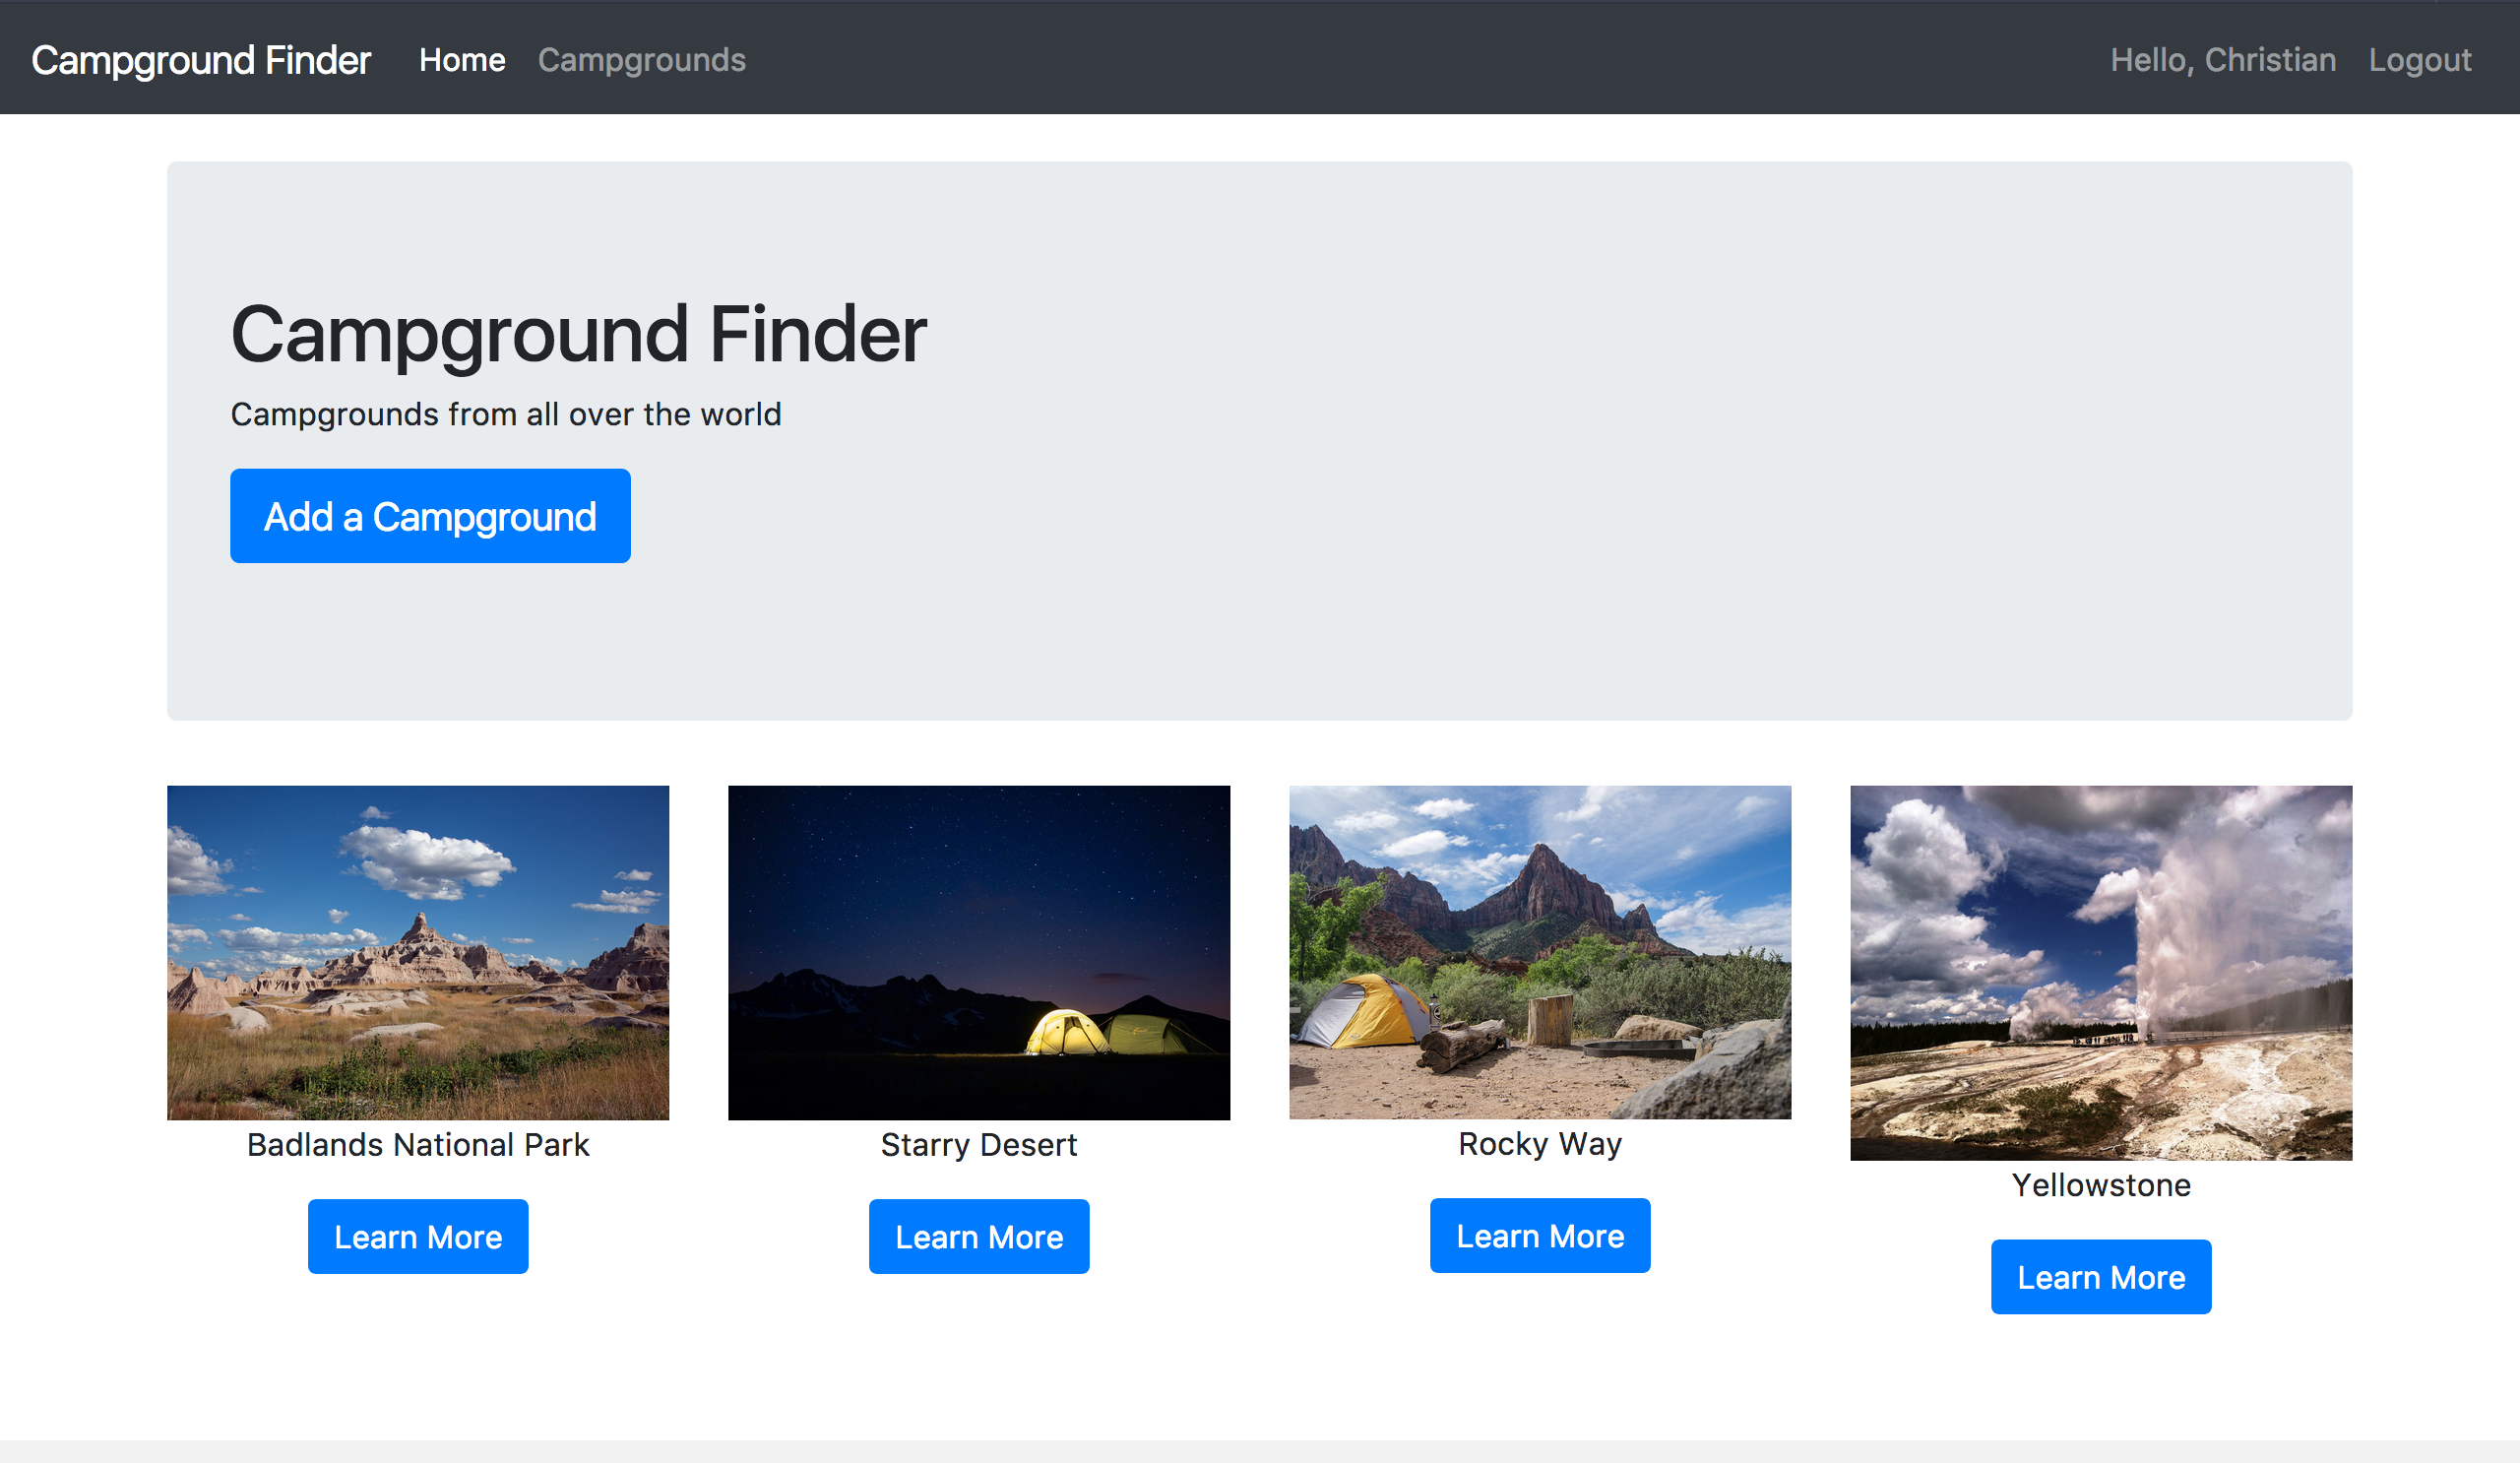 Campground Finder Home Campgrounds Hello, Christian Logout
Campground Finder
Campgrounds from all over the world
Add a Campground
Badlands National Park
Learn More
Starry Desert
Learn More
Rocky Way
Learn More
Yellowstone
Learn More